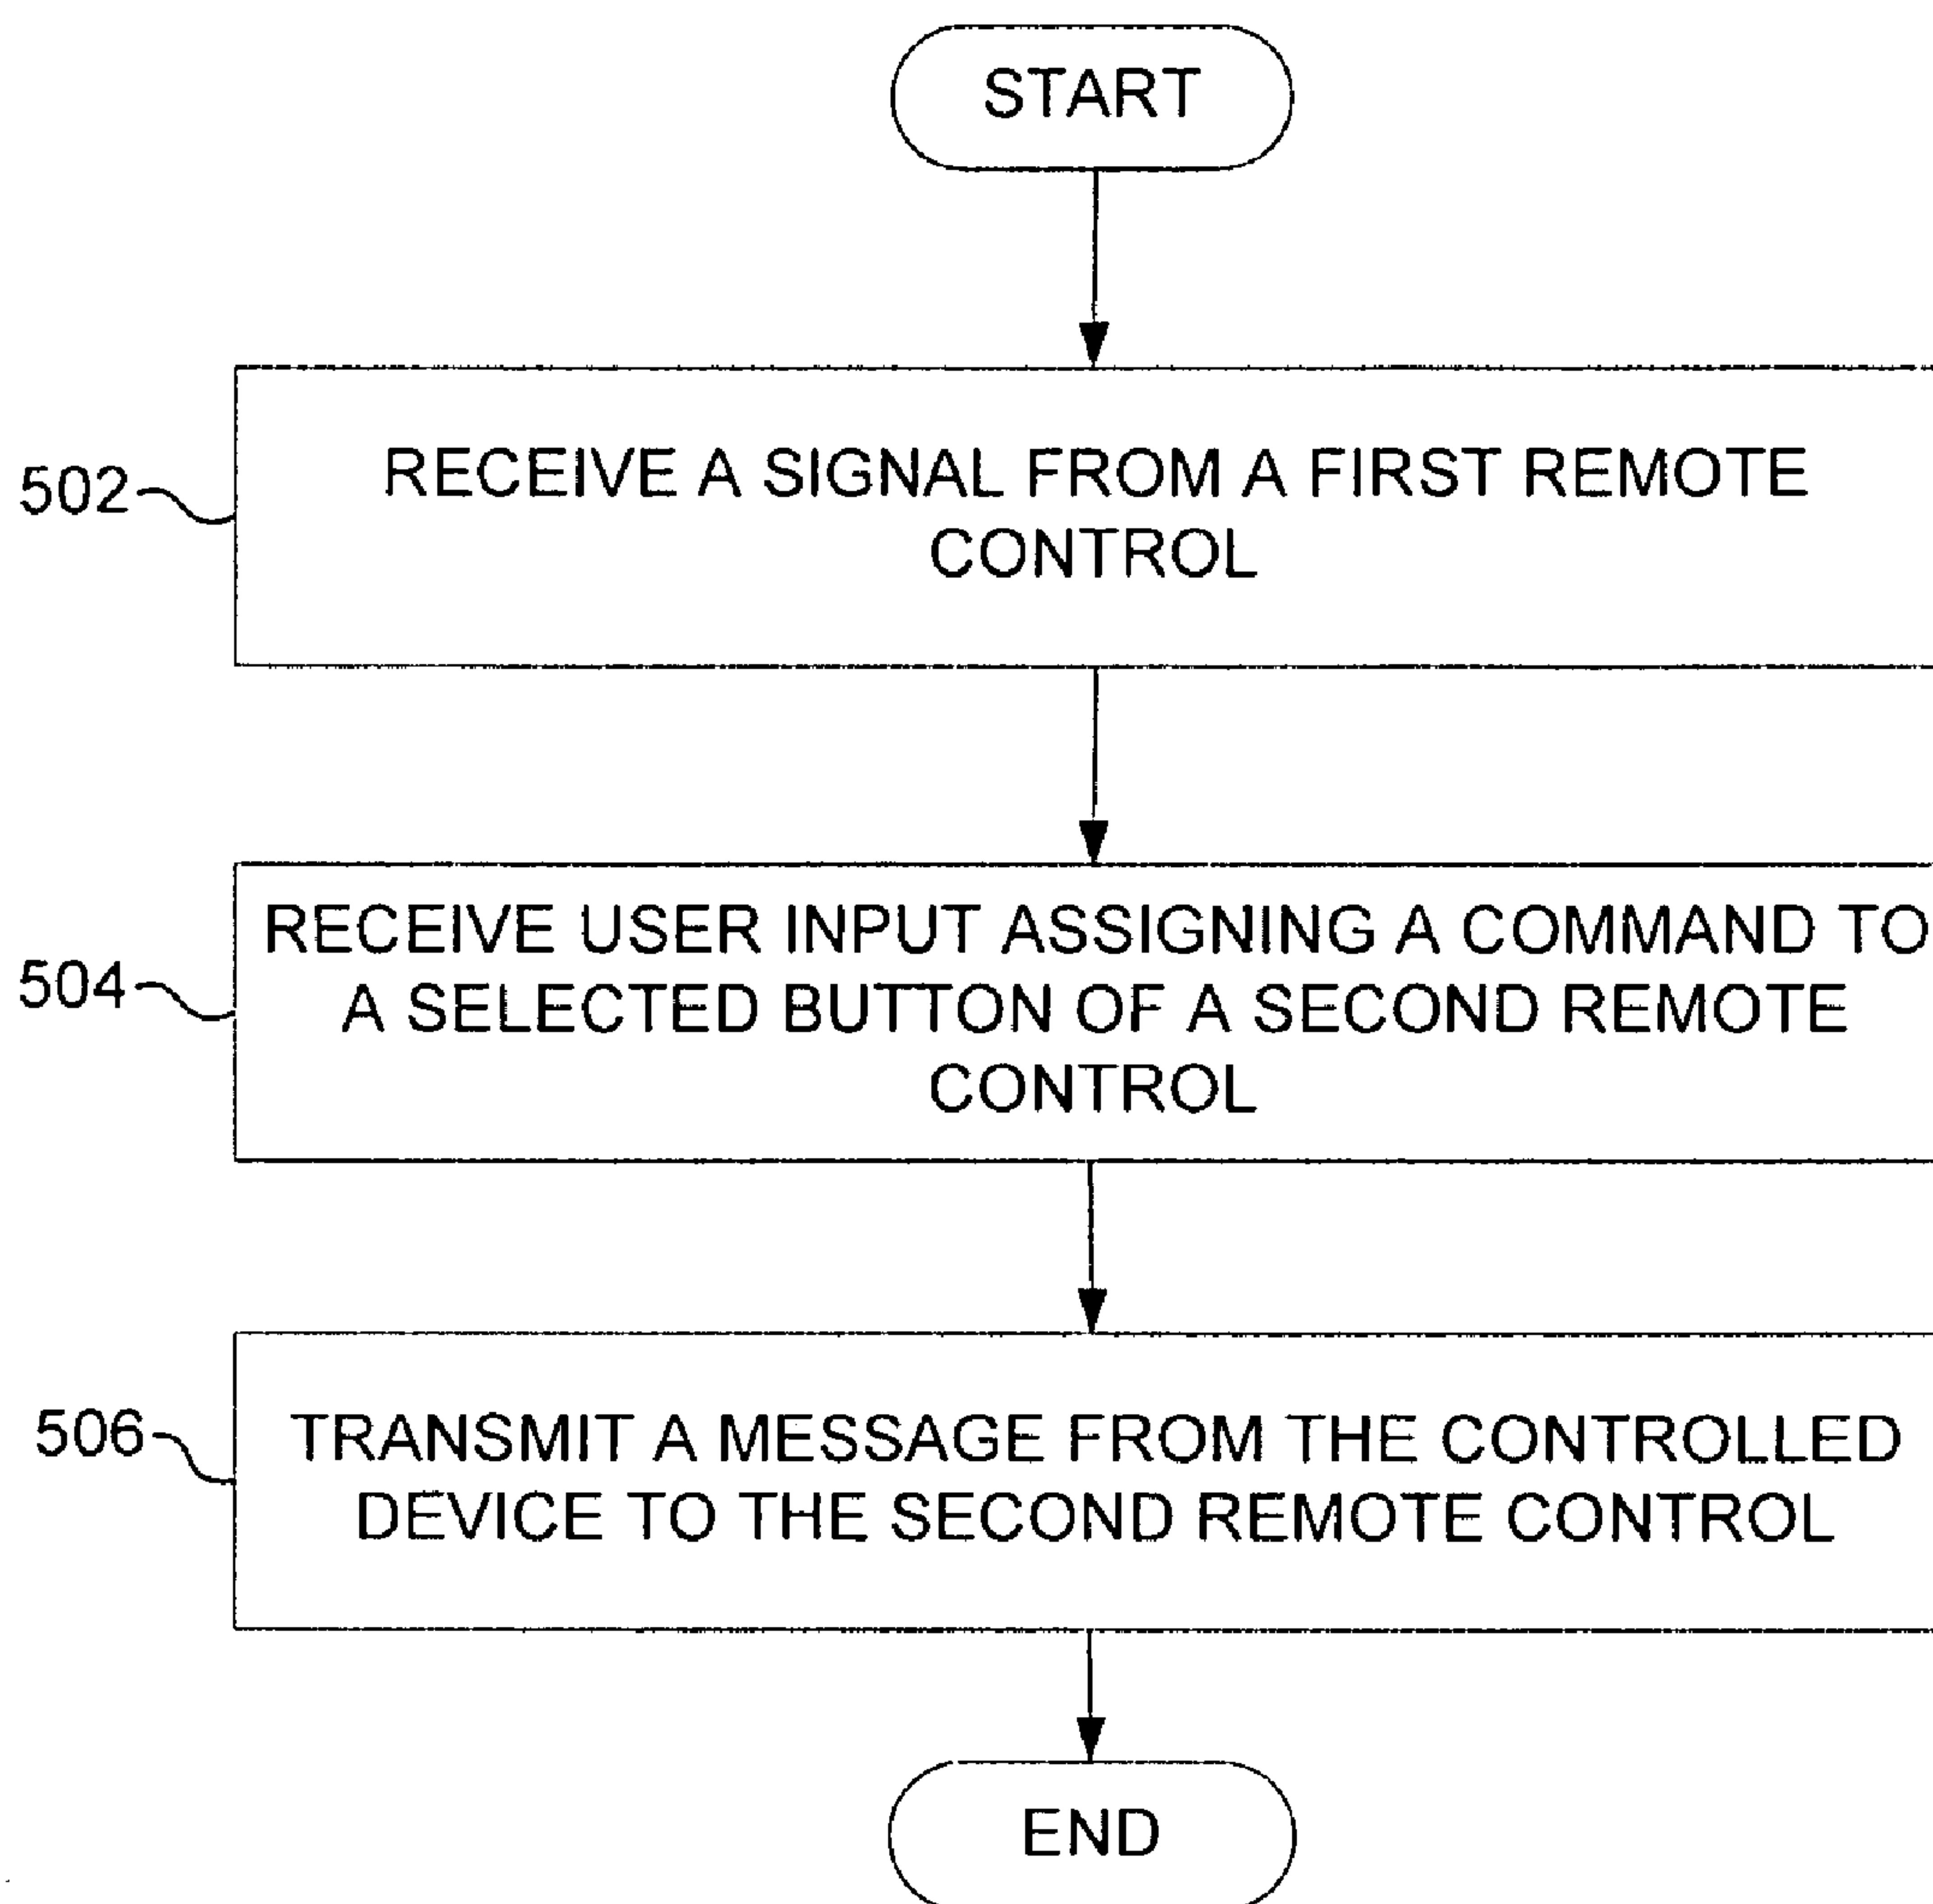 START
502
RECEIVE A SIGNAL FROM A FIRST REMOTE
CONTROL
504
RECEIVE USER INPUT ASSIGNING A COMMAND TO
A SELECTED BUTTON OF A SECOND REMOTE
CONTROL
506
TRANSMIT A MESSAGE FROM THE CONTROLLED
DEVICE TO THE SECOND REMOTE CONTROL
END